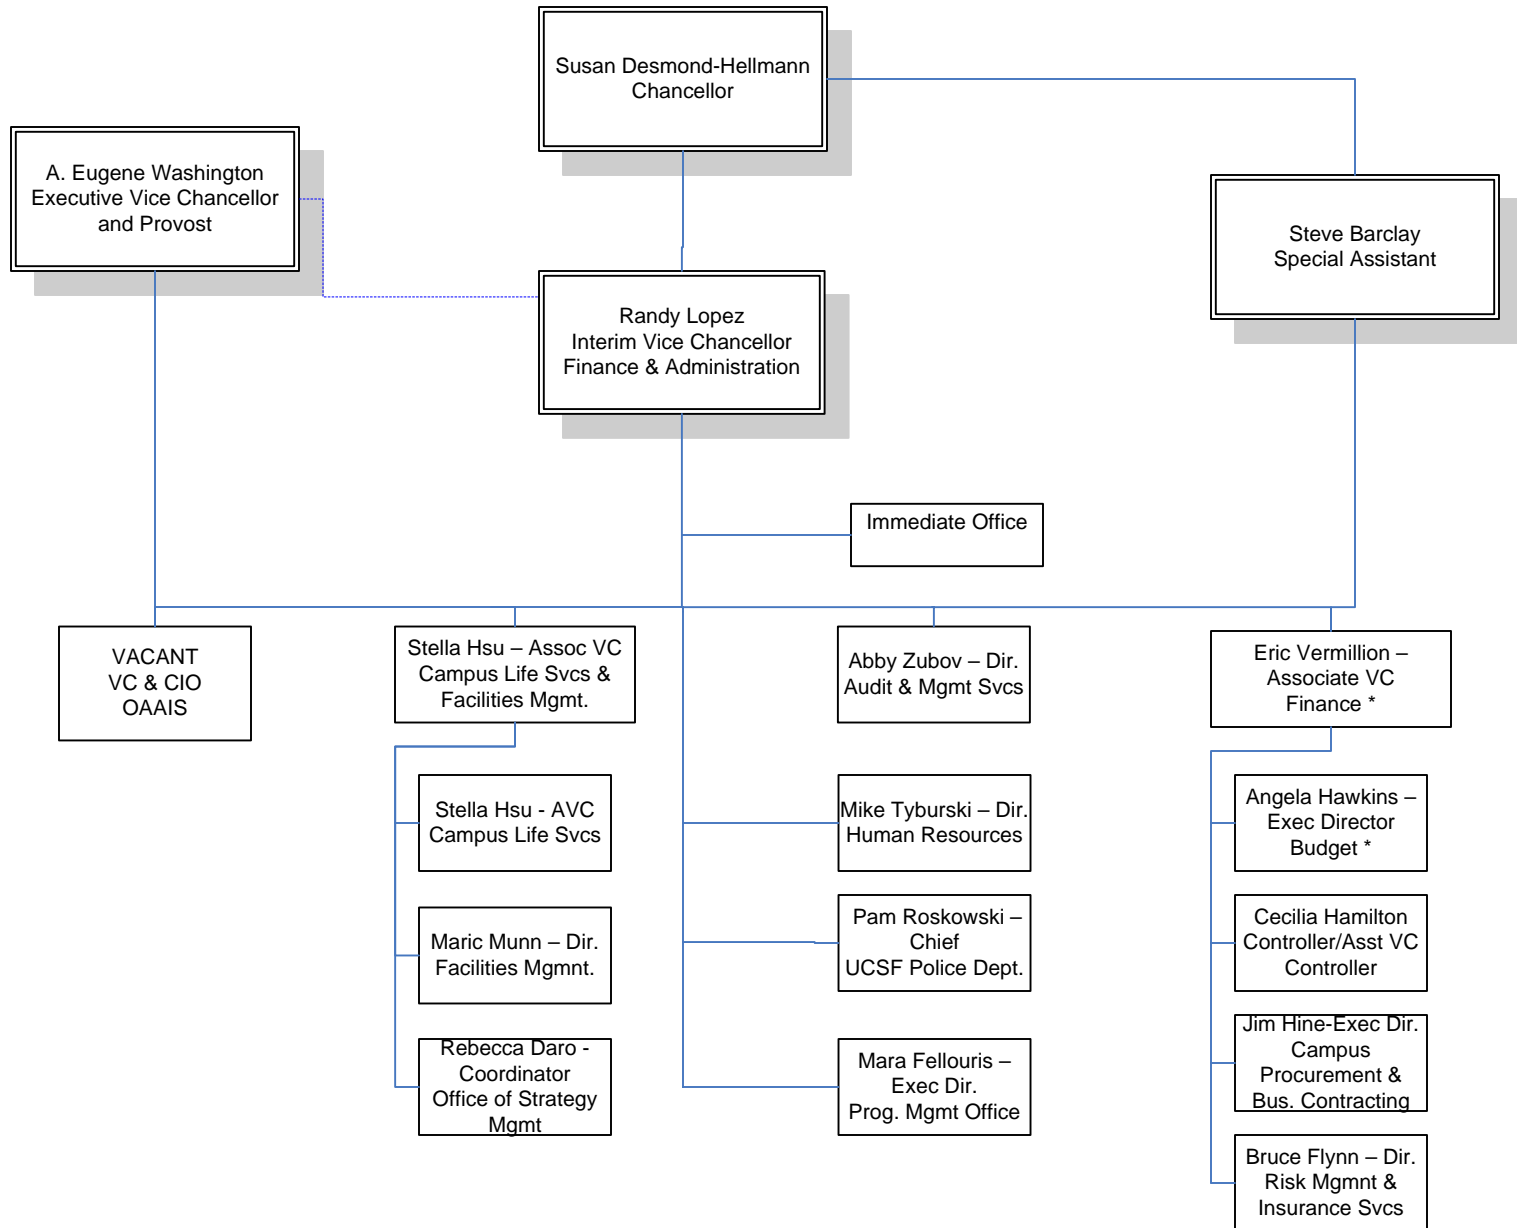 Susan Desmond-Hellmann
Chancellor
A. Eugene Washington
Executive Vice Chancellor
and Provost
Steve Barclay
Special Assistant
Randy Lopez
Interim Vice Chancellor
Finance & Administration
Immediate Office
VACANT
VC & CIO
OAAIS
Stella Hsu – Assoc VC
Campus Life Svcs &
Facilities Mgmt.
Abby Zubov – Dir.
Audit & Mgmt Svcs
Eric Vermillion –
Associate VC
Finance *
Stella Hsu - AVC
Campus Life Svcs
Mike Tyburski – Dir.
Human Resources
Angela Hawkins –
Exec Director
Budget *
Maric Munn – Dir.
Facilities Mgmnt.
Pam Roskowski –
Chief
UCSF Police Dept.
Cecilia Hamilton
Controller/Asst VC
Controller
Rebecca Daro -
Coordinator
Office of Strategy
Mgmt
Mara Fellouris –
Exec Dir.
Prog. Mgmt Office
Jim Hine-Exec Dir.
Campus
Procurement &
Bus. Contracting
Bruce Flynn – Dir.
Risk Mgmnt &
Insurance Svcs